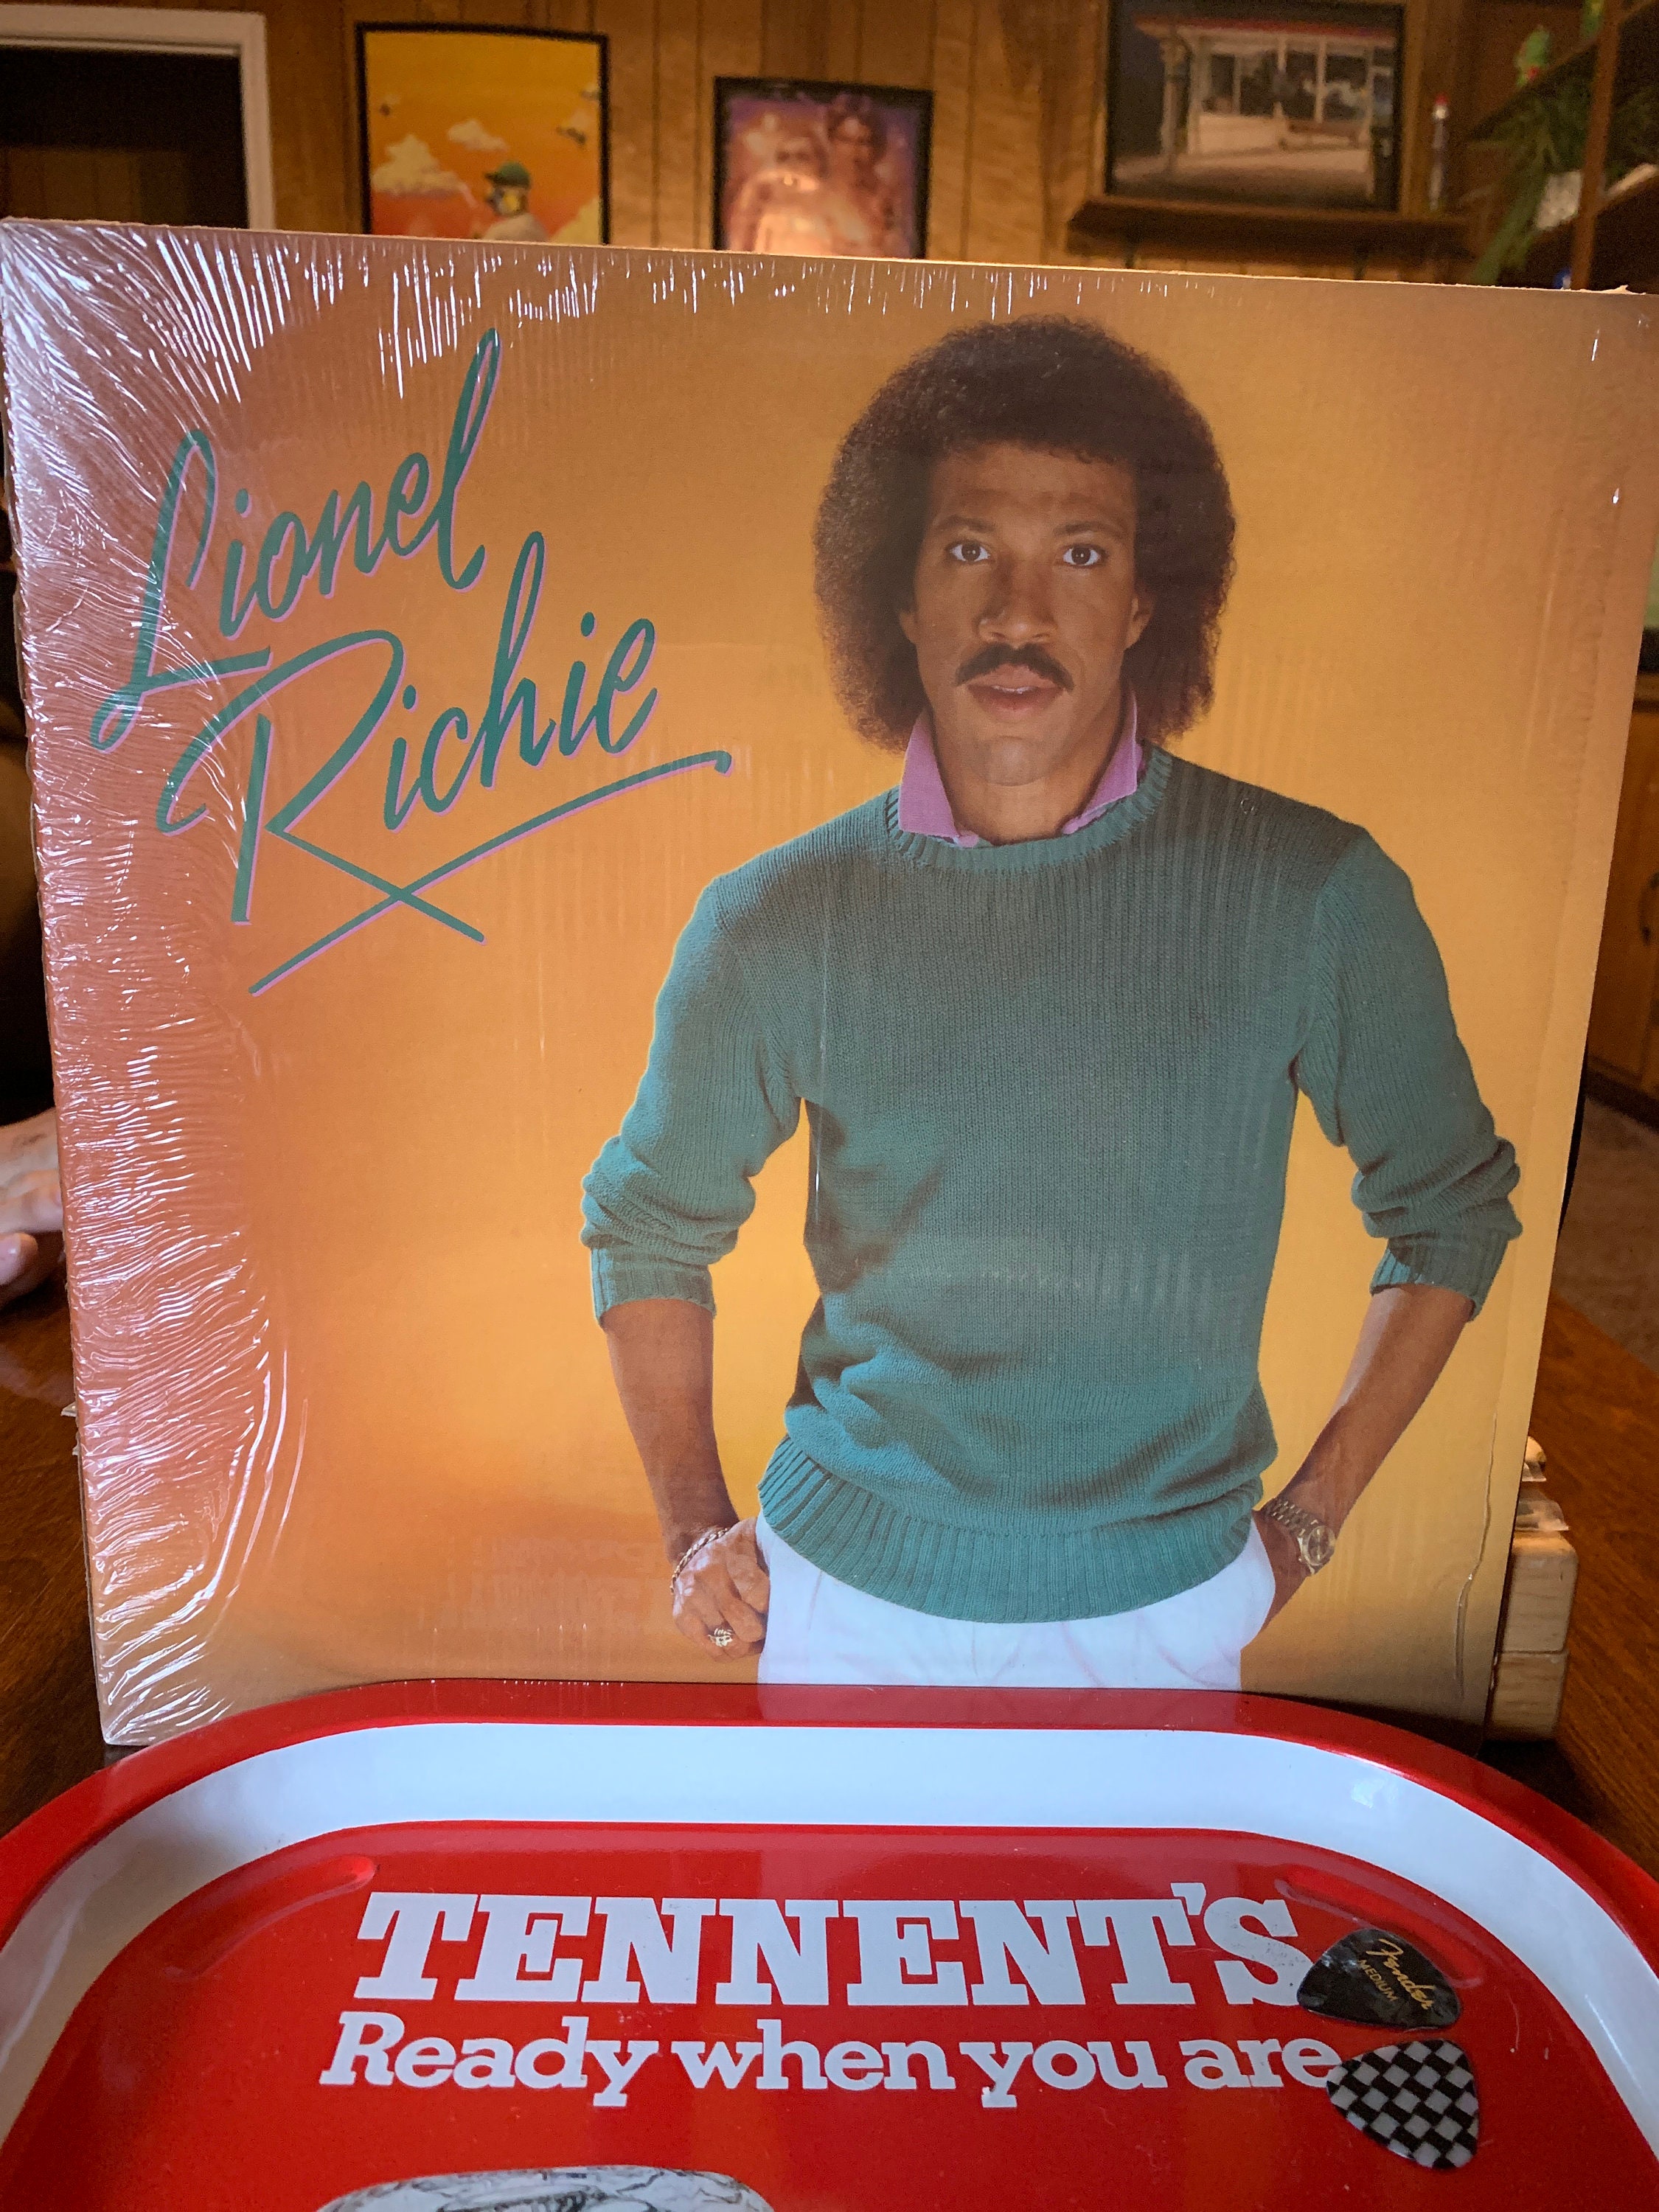 Lionel
Richie
TENNENT'S
Ready when you are
Fender
MEDIUM